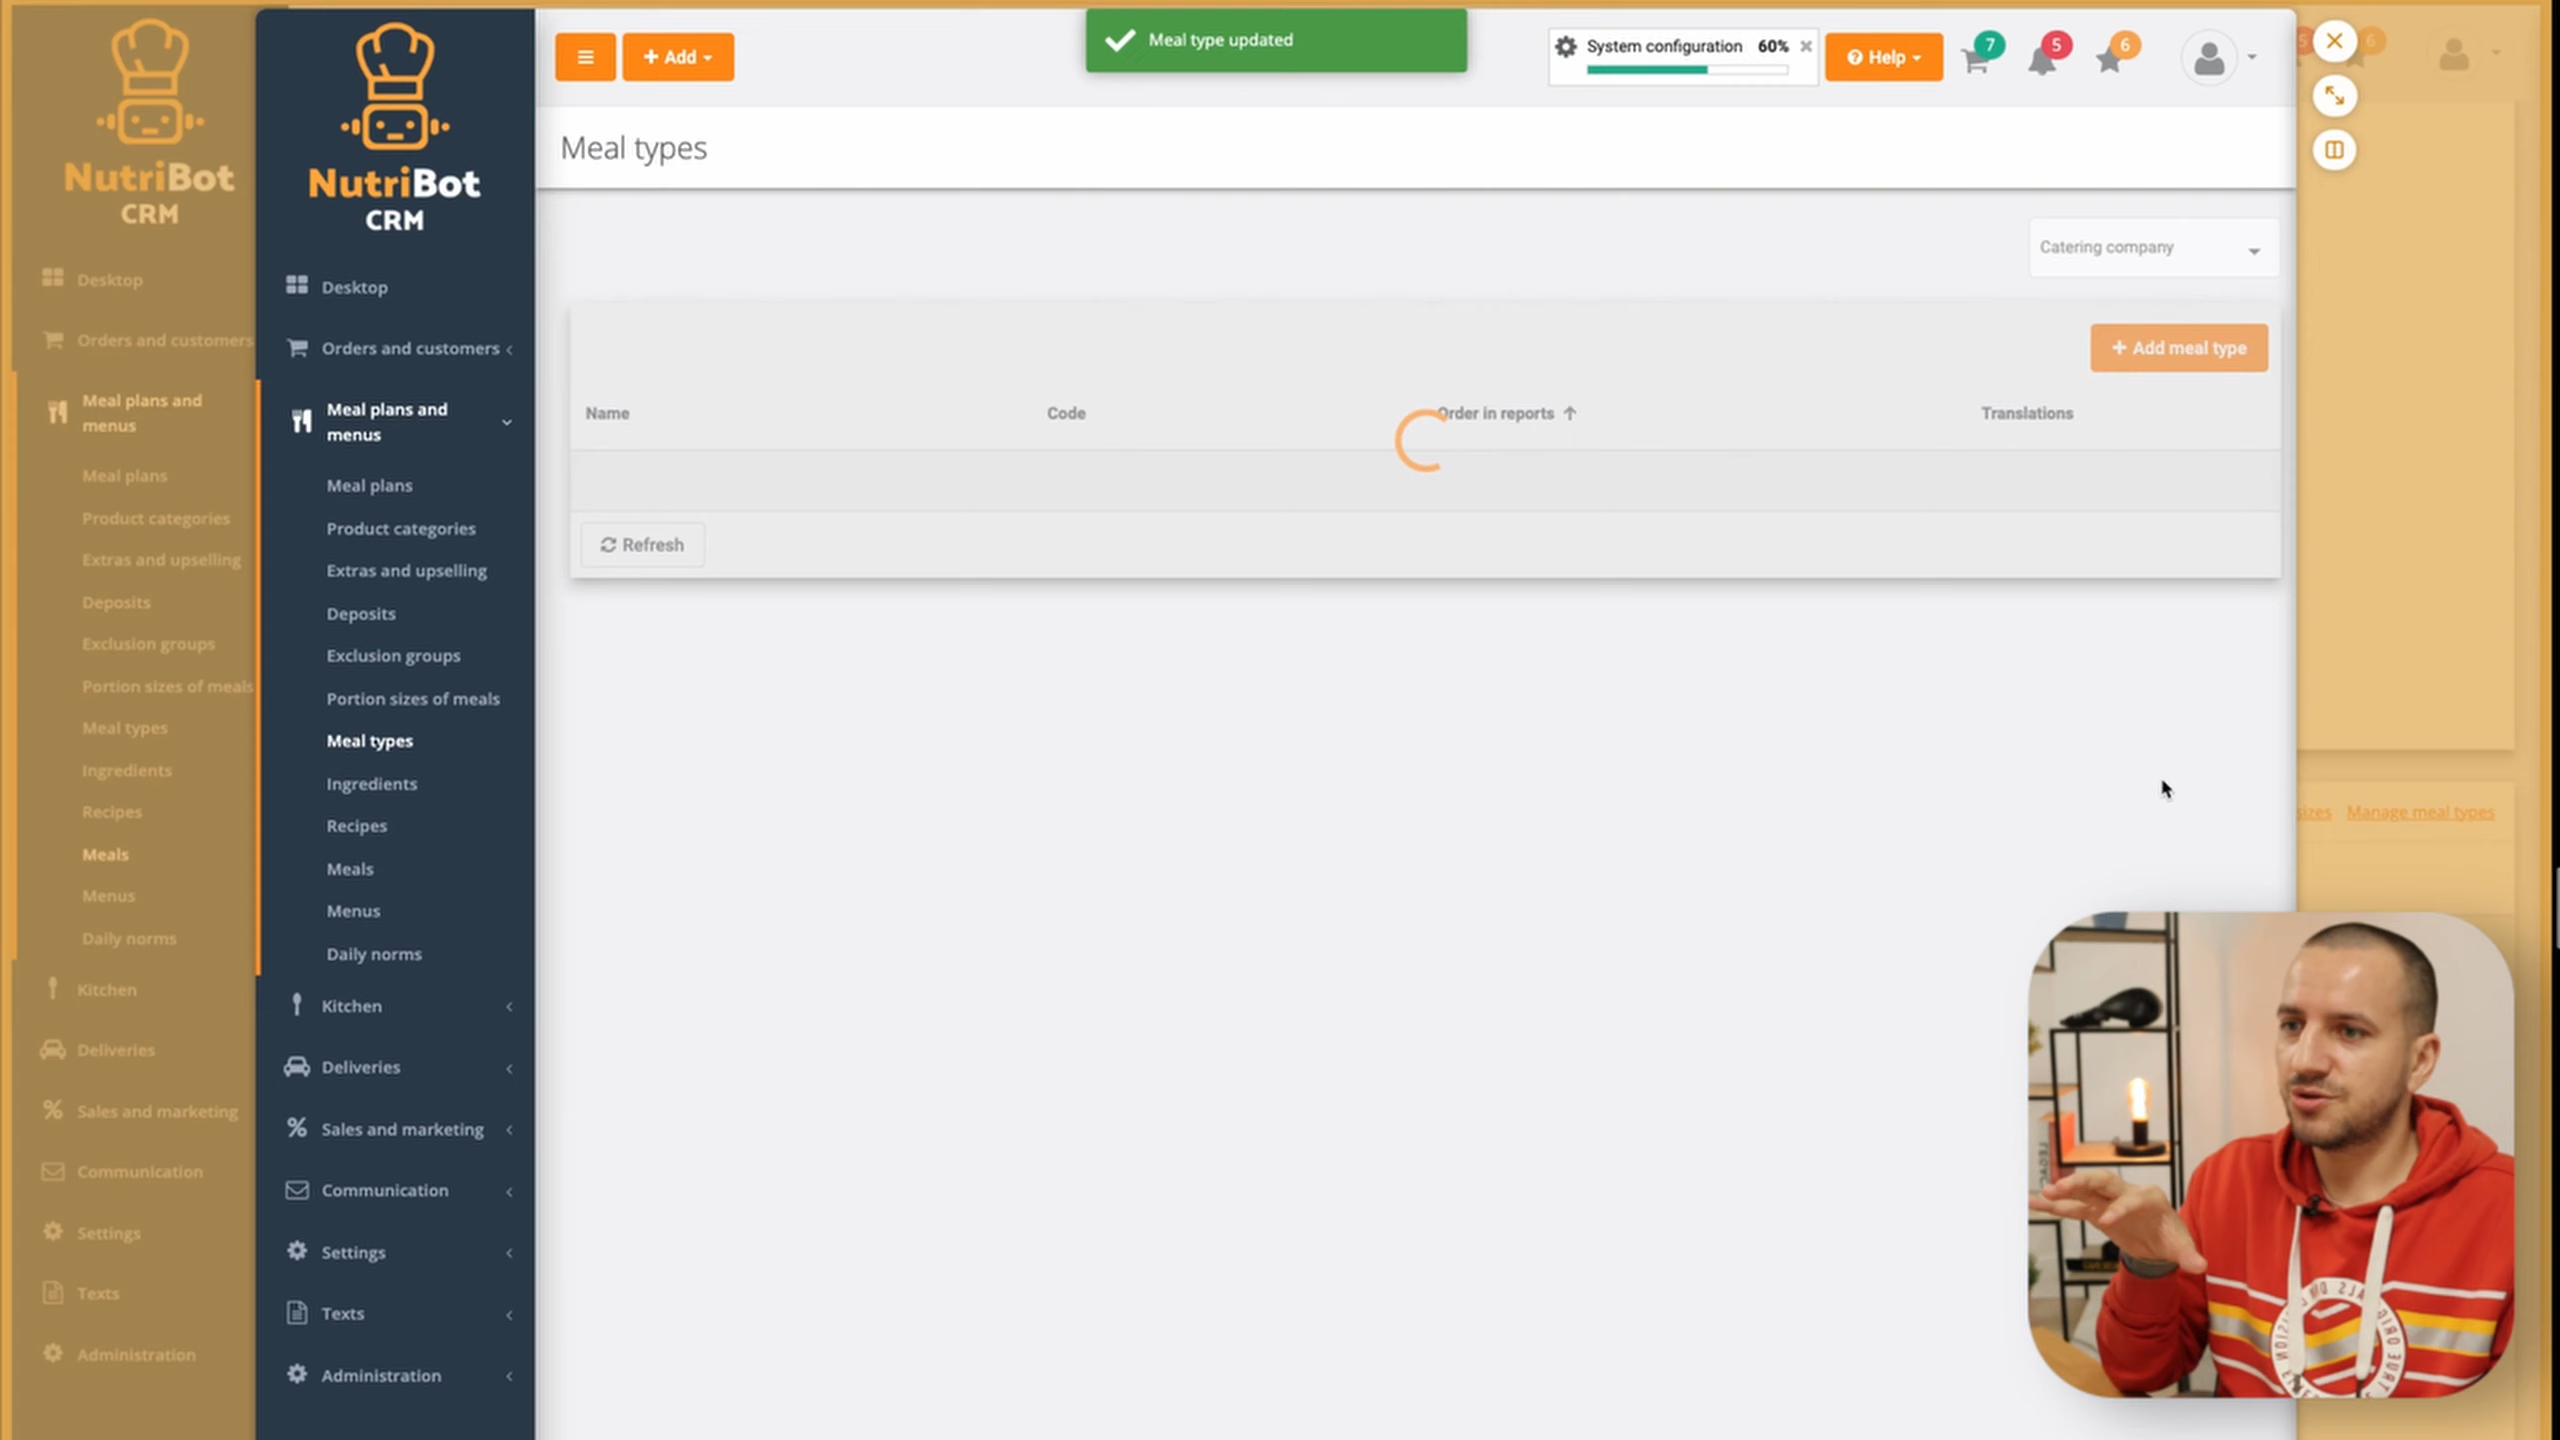 NutriBot
CRM
Desktop
Orders and customers
Meal plans and
menus
Meal plans
Product categories
Extras and upselling
Deposits
Exclusion groups
Portion sizes of meals
Meal types
Ingredients
Recipes
Meals
Menus
Daily norms
Kitchen
Deliveries
Sales and marketing
Communication
Settings
Texts
Administration
NutriBot
CRM
Desktop
Orders and customers
Meal plans and
menus
Meal plans
Product categories
Extras and upselling
Deposits
Exclusion groups
Portion sizes of meals
Meal types
Ingredients
Recipes
Meals
Menus
Daily norms
Kitchen
Deliveries
Sales and marketing
Communication
Settings
Texts
Administration
+ Add
Meal type updated
System configuration 60%
Help
7
5
6
5
6
Meal types
Catering company
+ Add meal type
Name Code Order in reports Translations
Refresh
sizes Manage meal types